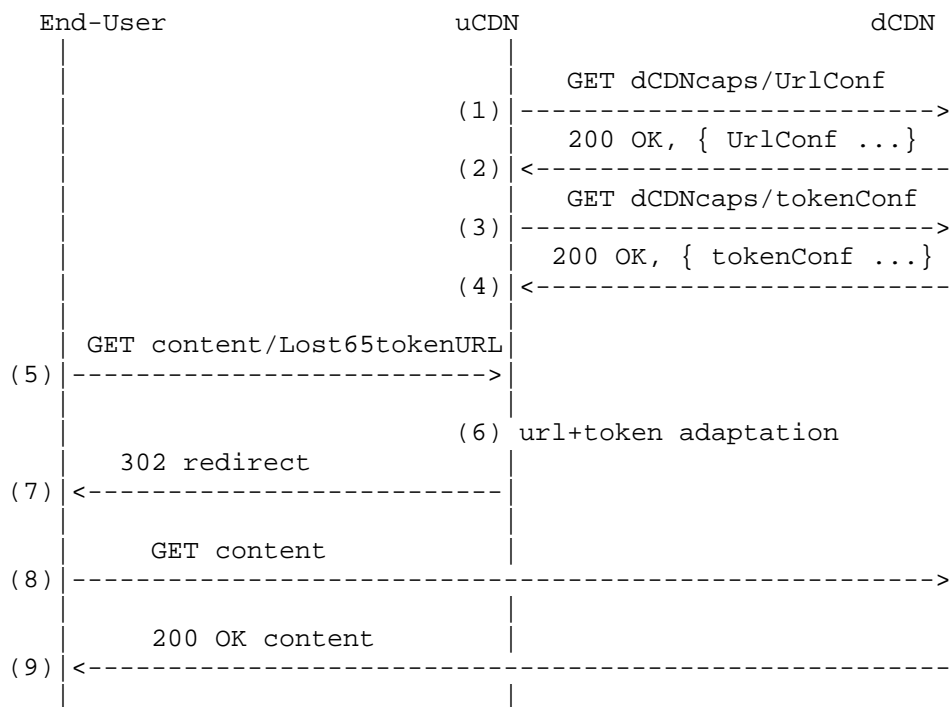 End-User uCDN dCDN
GET dCDNcaps/UrlConf
(1)
200 OK, { UrlConf ...}
(2)
GET dCDNcaps/tokenConf
(3)
200 OK, { tokenConf ...}
(4)
GET content/Lost65tokenURL
(5)
(6) url+token adaptation
302 redirect
(7)
GET content
(8)
200 OK content
(9)